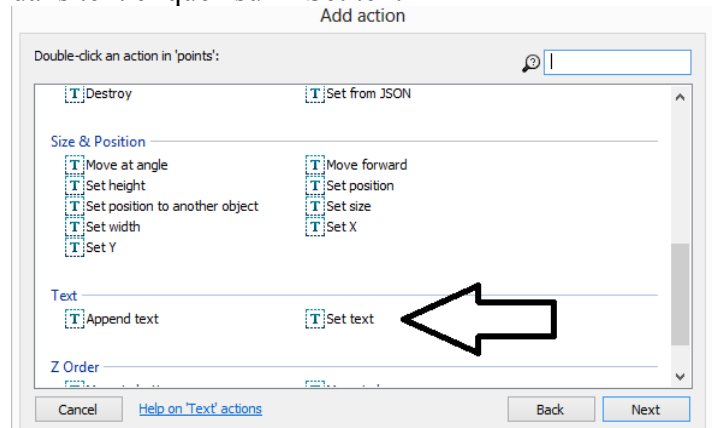 Add action
Double-click an action in 'points':
Destroy Set from JSON
Size & Position
Move at angle Move forward
Set height Set position
Set position to another object Set size
Set width Set X
Set Y
Text
Append text Set text
Z Order
Cancel Help on 'Text' actions Back Next